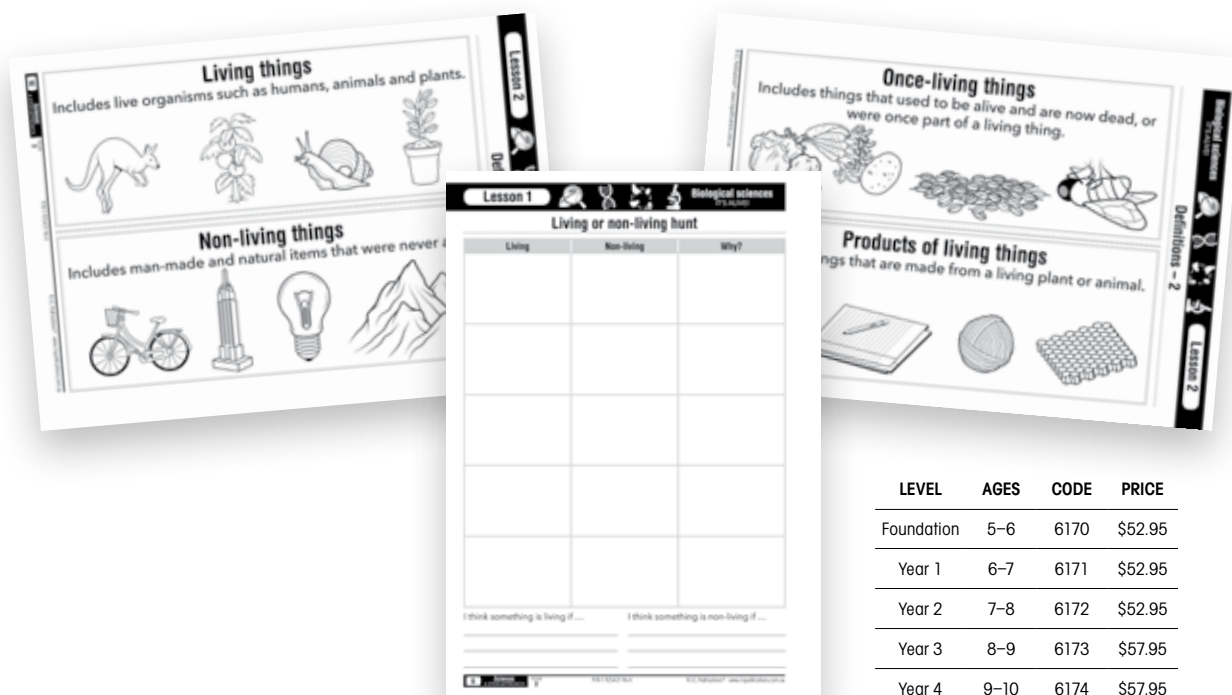 Living things
Includes live organisms such as humans, animals and plants.
Non-living things
Includes man-made and natural items that were never
Lesson 2
Once-living things
Includes things that used to be alive and are now dead, or
were once part of a living thing.
Products of living things
that are made from a living plant or animal.
Biological sciences
Definitions – 2
Lesson 2
Lesson 1
Biological sciences
IT'S ALIVE!
Living or non-living hunt
Living Non-living Why?
I think something is living if ... I think something is non-living if ...
LEVEL AGES CODE PRICE
Foundation 5–6 6170 $52.95
Year 1 6–7 6171 $52.95
Year 2 7–8 6172 $52.95
Year 3 8–9 6173 $57.95
Year 4 9–10 6174 $57.95